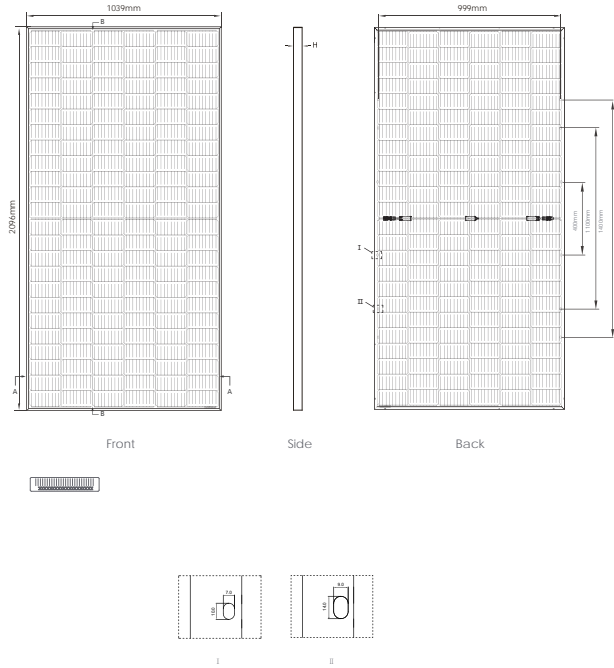 1039mm
999mm
B
H
2096mm
400mm
1100mm
1400mm
I
II
A
A
B
Front
Side
Back
7.0
10.0
9.0
14.0
I
II